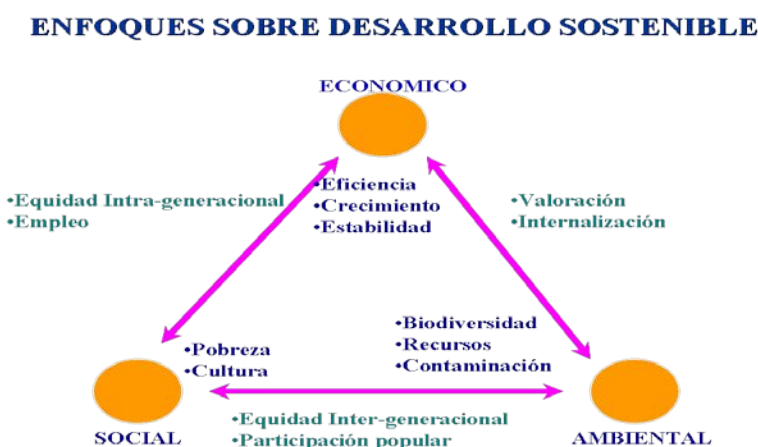 ENFOQUES SOBRE DESARROLLO SOSTENIBLE
ECONOMICO
•Equidad Intra-generacional
•Empleo
•Eficiencia
•Crecimiento
•Estabilidad
•Valoración
•Internalización
•Pobreza
•Cultura
•Biodiversidad
•Recursos
•Contaminación
SOCIAL
•Equidad Inter-generacional
•Participación popular
AMBIENTAL